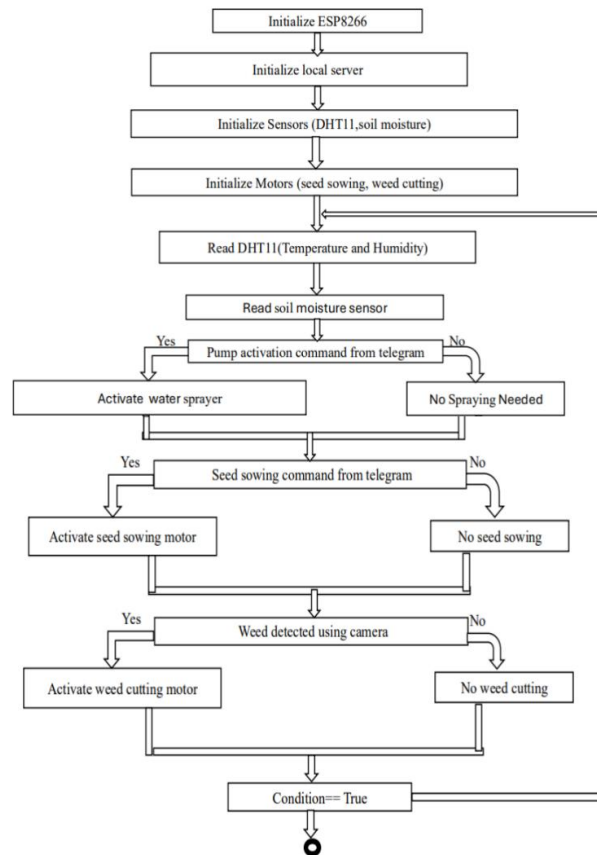 Initialize ESP8266
Initialize local server
Initialize Sensors (DHT11,soil moisture)
Initialize Motors (seed sowing, weed cutting)
Read DHT11(Temperature and Humidity)
Read soil moisture sensor
Yes
No
Pump activation command from telegram
Activate water sprayer
No Spraying Needed
Yes
No
Seed sowing command from telegram
Activate seed sowing motor
No seed sowing
Yes
No
Weed detected using camera
Activate weed cutting motor
No weed cutting
Condition== True